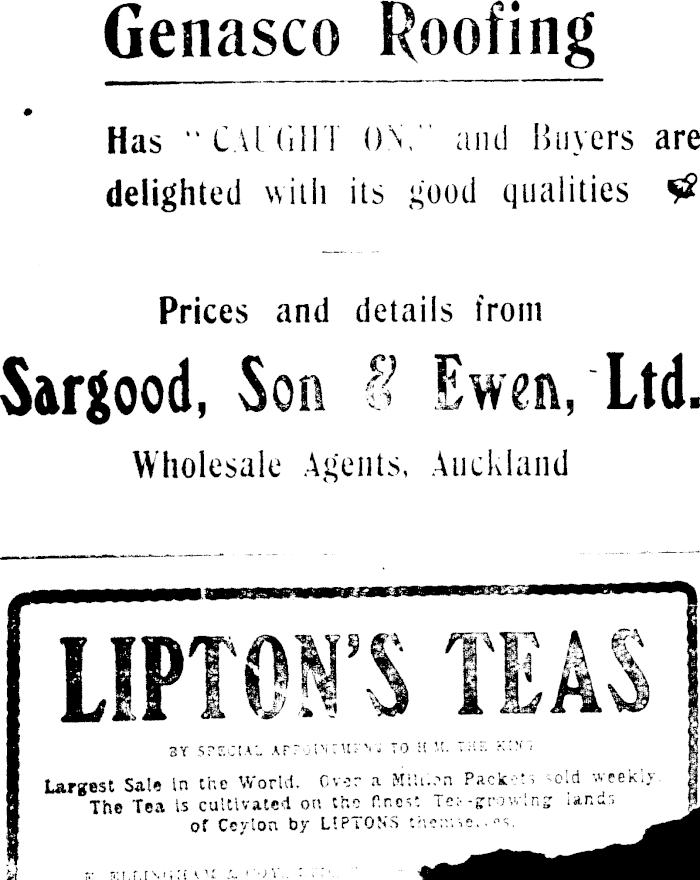 Genasco Roofing
Has "CAUGHT ON," and Buyers are
delighted with its good qualities
Prices and details from
Sargood, Son & Ewen, Ltd.
Wholesale Agents, Auckland
LIPTON'S TEAS
BY SPECIAL APPOINTMENT TO H.M. THE KING
Largest Sale in the World. Over a Million Packets sold weekly.
The Tea is cultivated on the finest Tea-growing lands
of Ceylon by LIPTONS themselves.
E. ELLINGHAM & COY.,